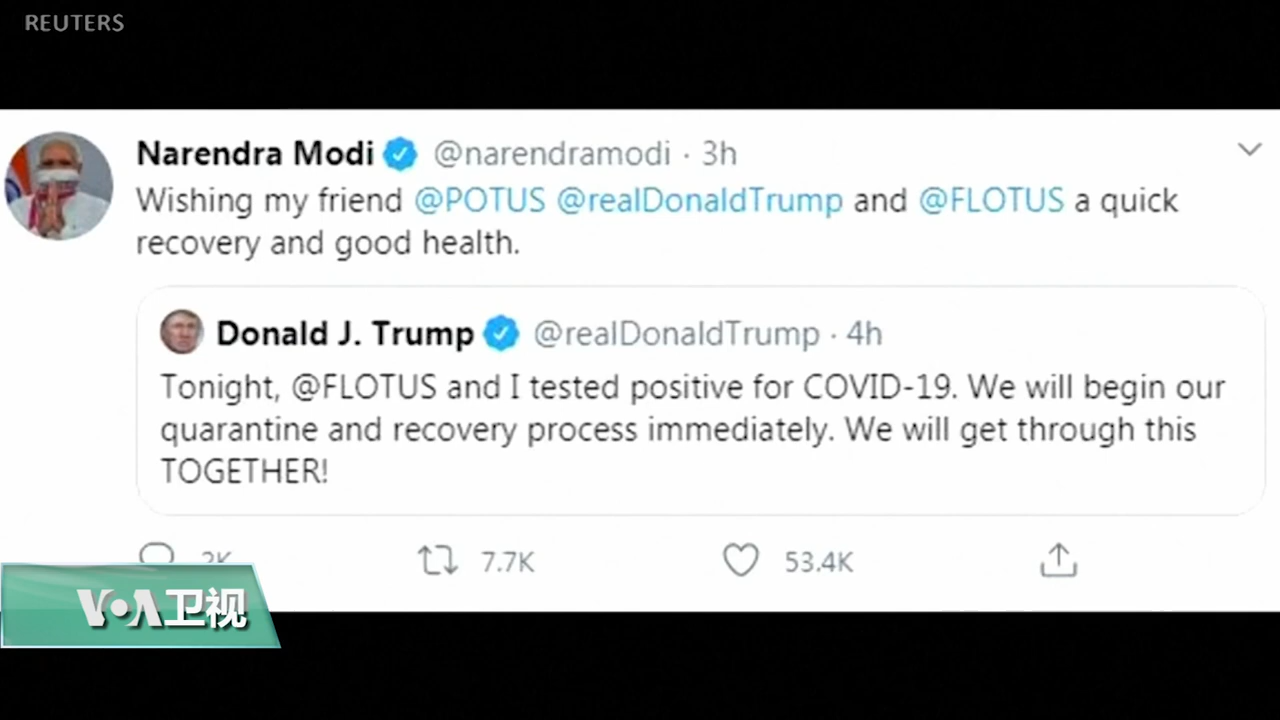 REUTERS
Narendra Modi @narendramodi · 3h
Wishing my friend @POTUS @realDonaldTrump and @FLOTUS a quick
recovery and good health.
Donald J. Trump @realDonaldTrump · 4h
Tonight, @FLOTUS and I tested positive for COVID-19. We will begin our
quarantine and recovery process immediately. We will get through this
TOGETHER!
2K 7.7K 53.4K
VOA卫视